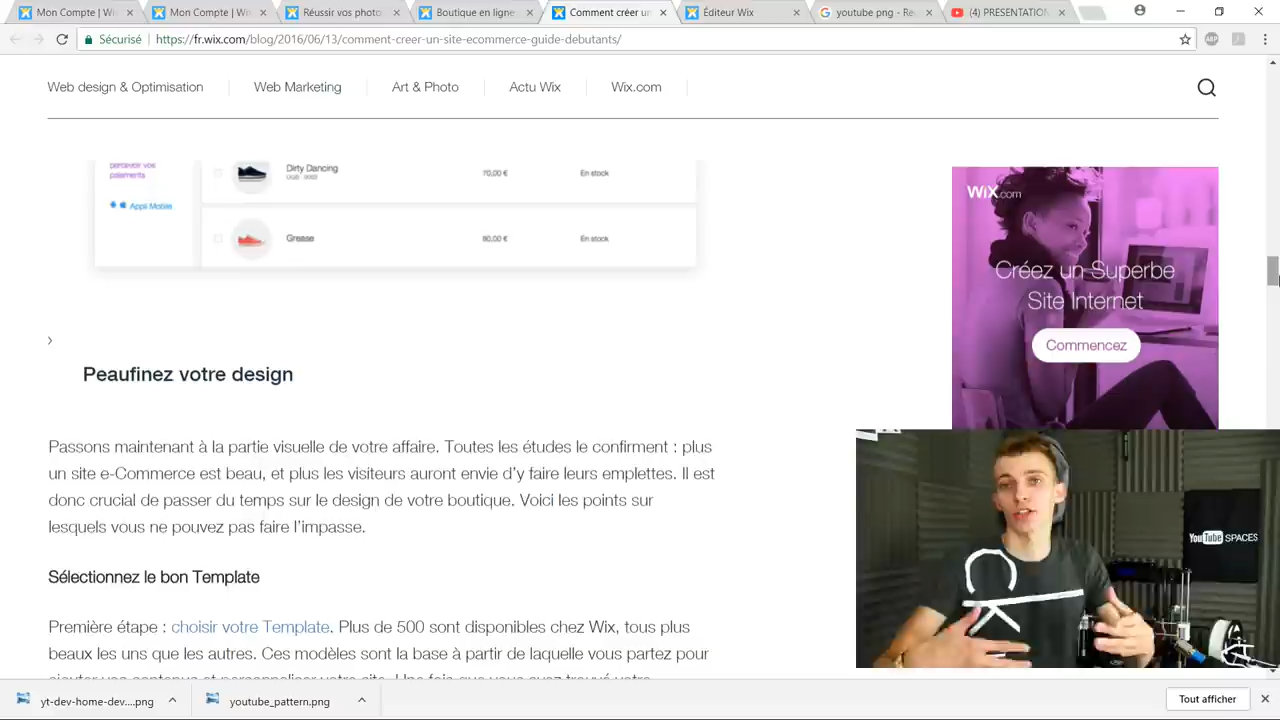 Mon Compte | Wi
Mon Compte | Wi
Réussir vos photo
Boutique en ligne
Comment créer un
Éditeur Wix
youtube png - Re
(4) PRESENTATION
Sécurisé
https://fr.wix.com/blog/2016/06/13/comment-creer-un-site-ecommerce-guide-debutants/
ABP
Web design & Optimisation
Web Marketing
Art & Photo
Actu Wix
Wix.com
percevoir vos
paiements
Appli Mobile
Dirty Dancing
70,00 €
En stock
Grease
En stock
WiX.com
Créez un Superbe
Site Internet
Commencez
Peaufinez votre design
Passons maintenant à la partie visuelle de votre affaire. Toutes les études le confirment : plus
un site e-Commerce est beau, et plus les visiteurs auront envie d'y faire leurs emplettes. Il est
donc crucial de passer du temps sur le design de votre boutique. Voici les points sur
lesquels vous ne pouvez pas faire l'impasse.
Sélectionnez le bon Template
Première étape : choisir votre Template. Plus de 500 sont disponibles chez Wix, tous plus
beaux les uns que les autres. Ces modèles sont la base à partir de laquelle vous partez pour
YouTube SPACES
yt-dev-home-dev....png
youtube_pattern.png
Tout afficher